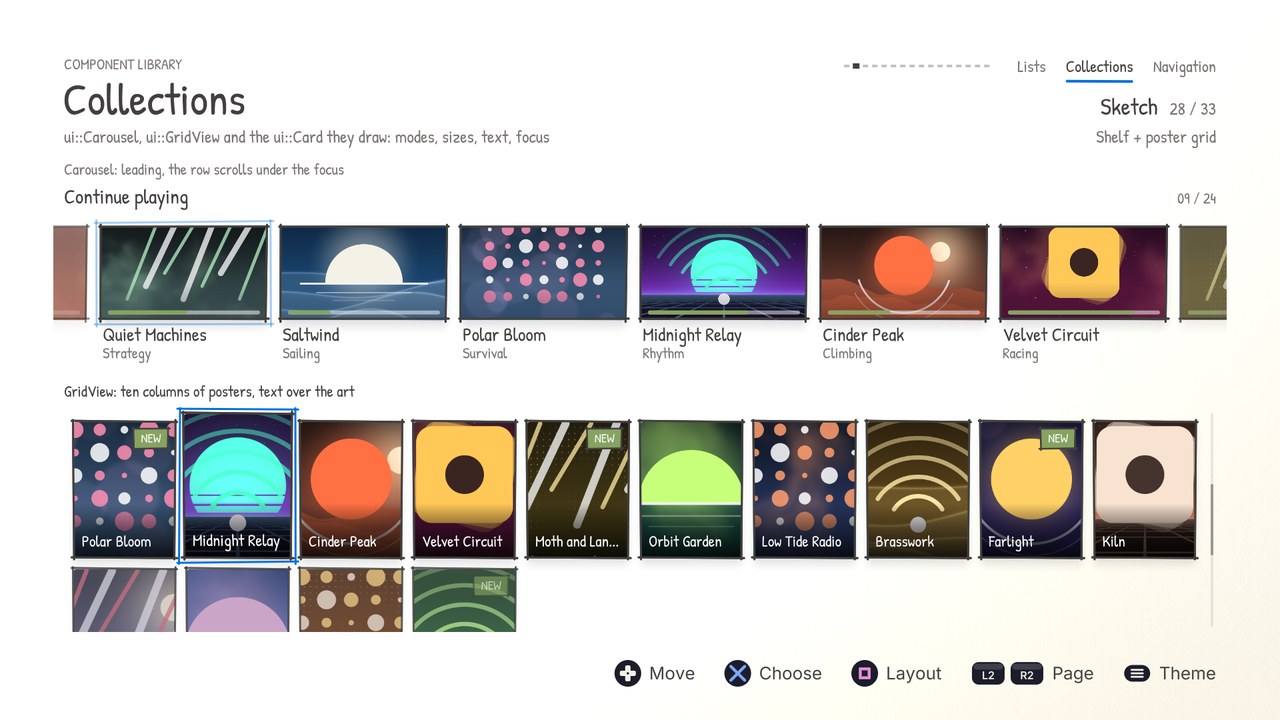 COMPONENT LIBRARY
Collections
ui::Carousel, ui::GridView and the ui::Card they draw: modes, sizes, text, focus
Lists Collections Navigation
Sketch 28 / 33
Shelf + poster grid
Carousel: leading, the row scrolls under the focus
Continue playing 09 / 24
Quiet Machines
Strategy
Saltwind
Sailing
Polar Bloom
Survival
Midnight Relay
Rhythm
Cinder Peak
Climbing
Velvet Circuit
Racing
GridView: ten columns of posters, text over the art
NEW
Polar Bloom
Midnight Relay
Cinder Peak
Velvet Circuit
NEW
Moth and Lan...
Orbit Garden
Low Tide Radio
Brasswork
NEW
Farlight
Kiln
NEW
Move Choose Layout L2 R2 Page Theme